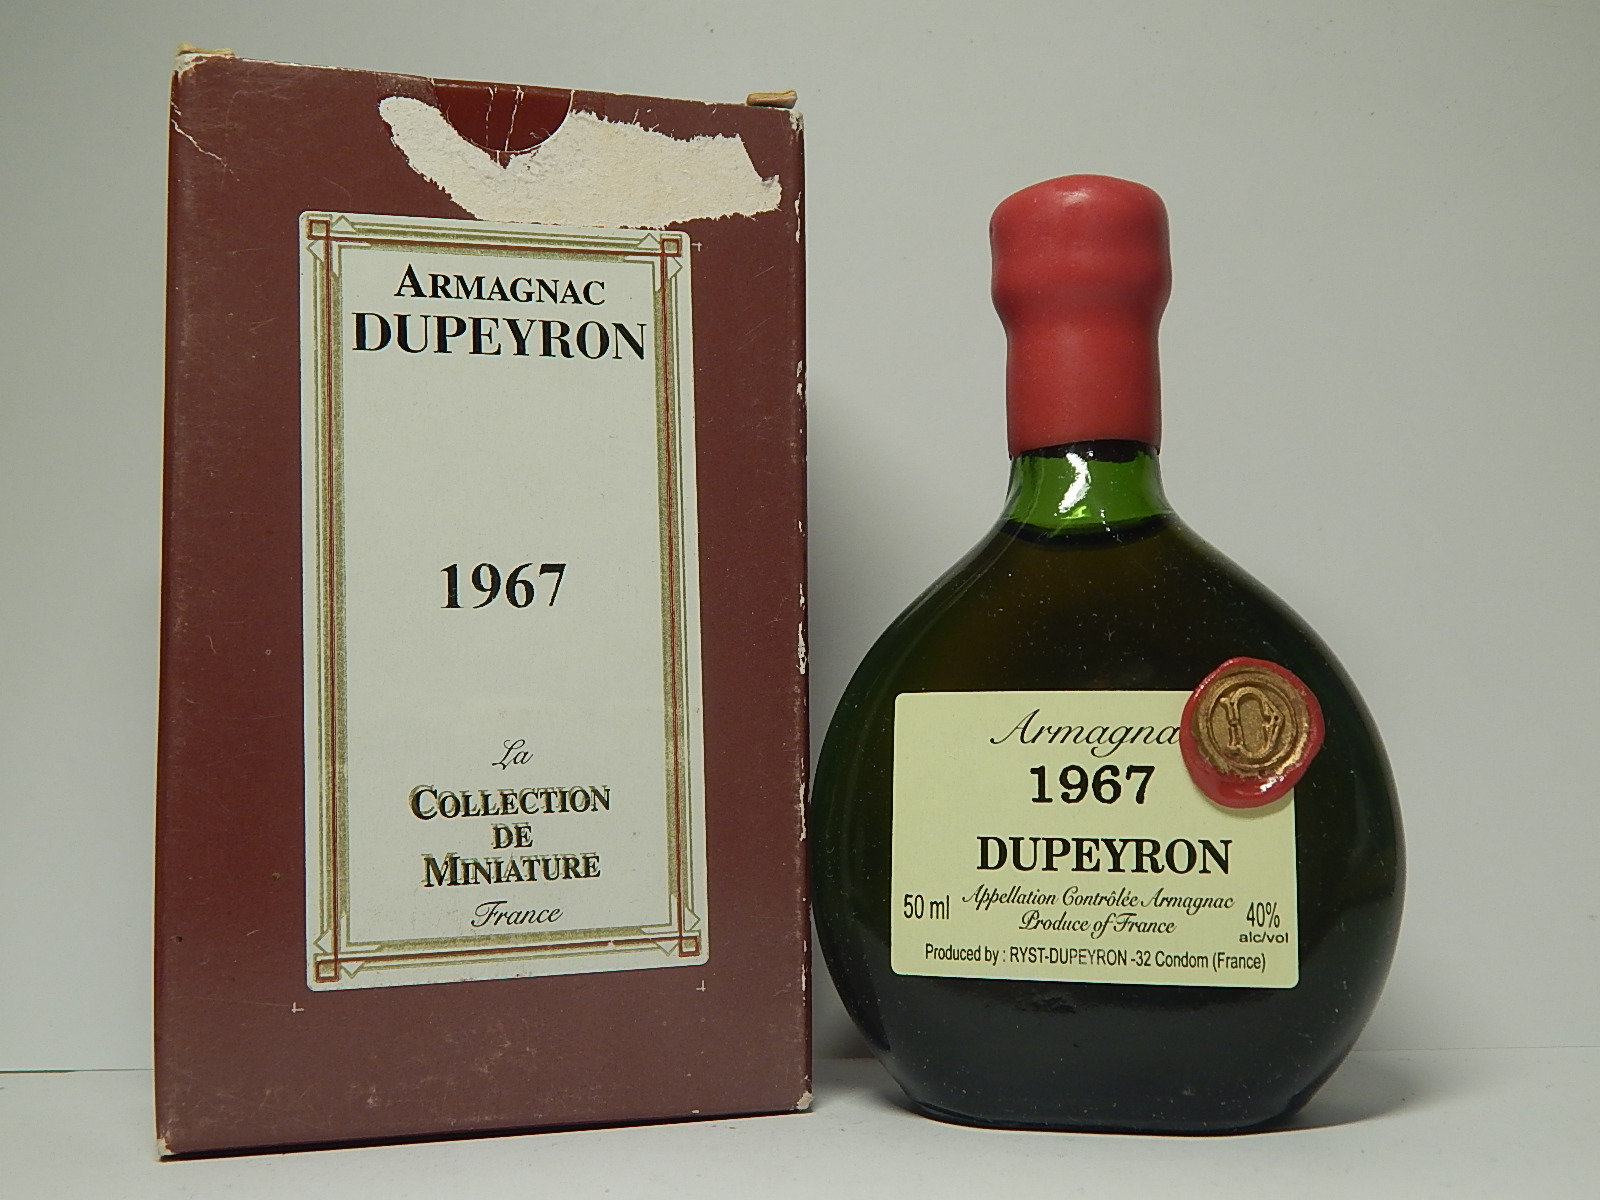 ARMAGNAC
DUPEYRON
1967
La
COLLECTION
DE
MINIATURE
France
Armagna
1967
DUPEYRON
50 ml
Appellation Contrôlée Armagnac
Produce of France
40%
alc/vol
Produced by : RYST-DUPEYRON -32 Condom (France)
D